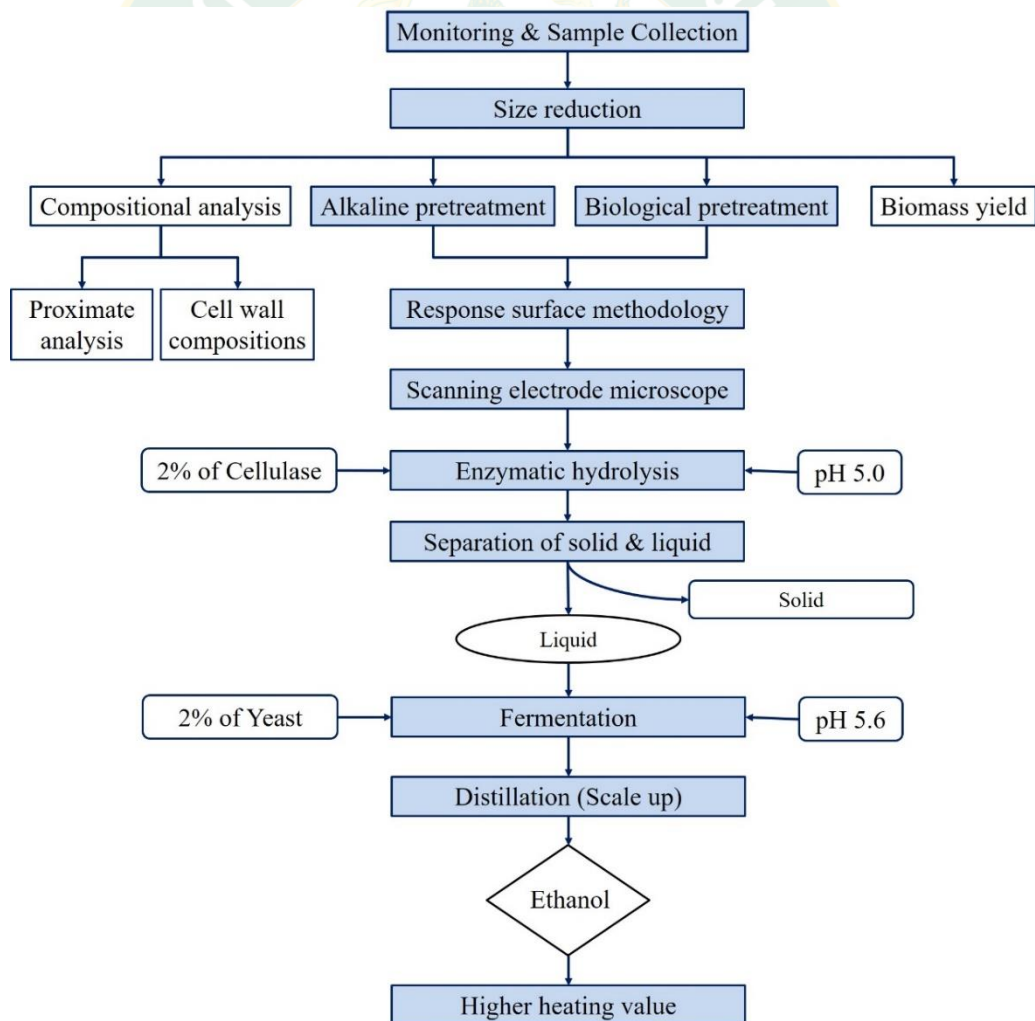 Monitoring & Sample Collection
Size reduction
Compositional analysis
Alkaline pretreatment
Biological pretreatment
Biomass yield
Proximate
analysis
Cell wall
compositions
Response surface methodology
Scanning electrode microscope
2% of Cellulase
Enzymatic hydrolysis
pH 5.0
Separation of solid & liquid
Solid
Liquid
2% of Yeast
Fermentation
pH 5.6
Distillation (Scale up)
Ethanol
Higher heating value